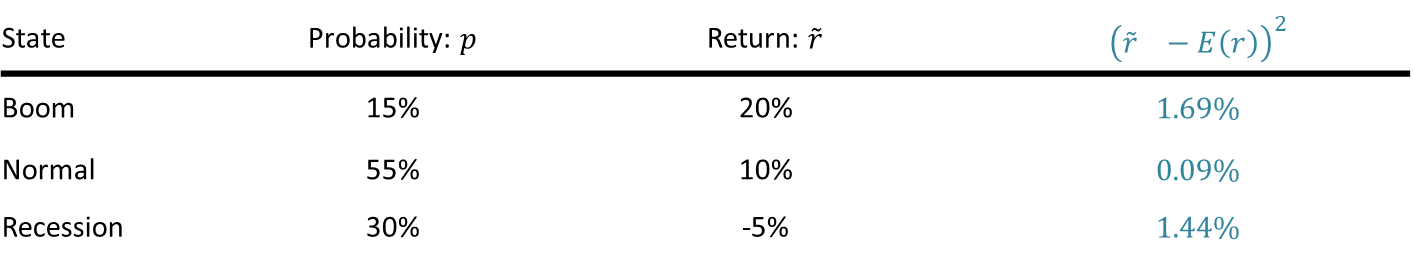 State Probability: p Return: r̃ (r̃ − E(r))²
Boom 15% 20% 1.69%
Normal 55% 10% 0.09%
Recession 30% -5% 1.44%